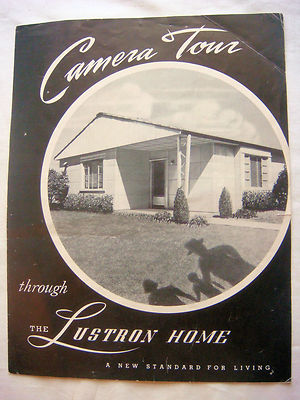 Camera Tour
through
THE LUSTRON HOME
A NEW STANDARD FOR LIVING